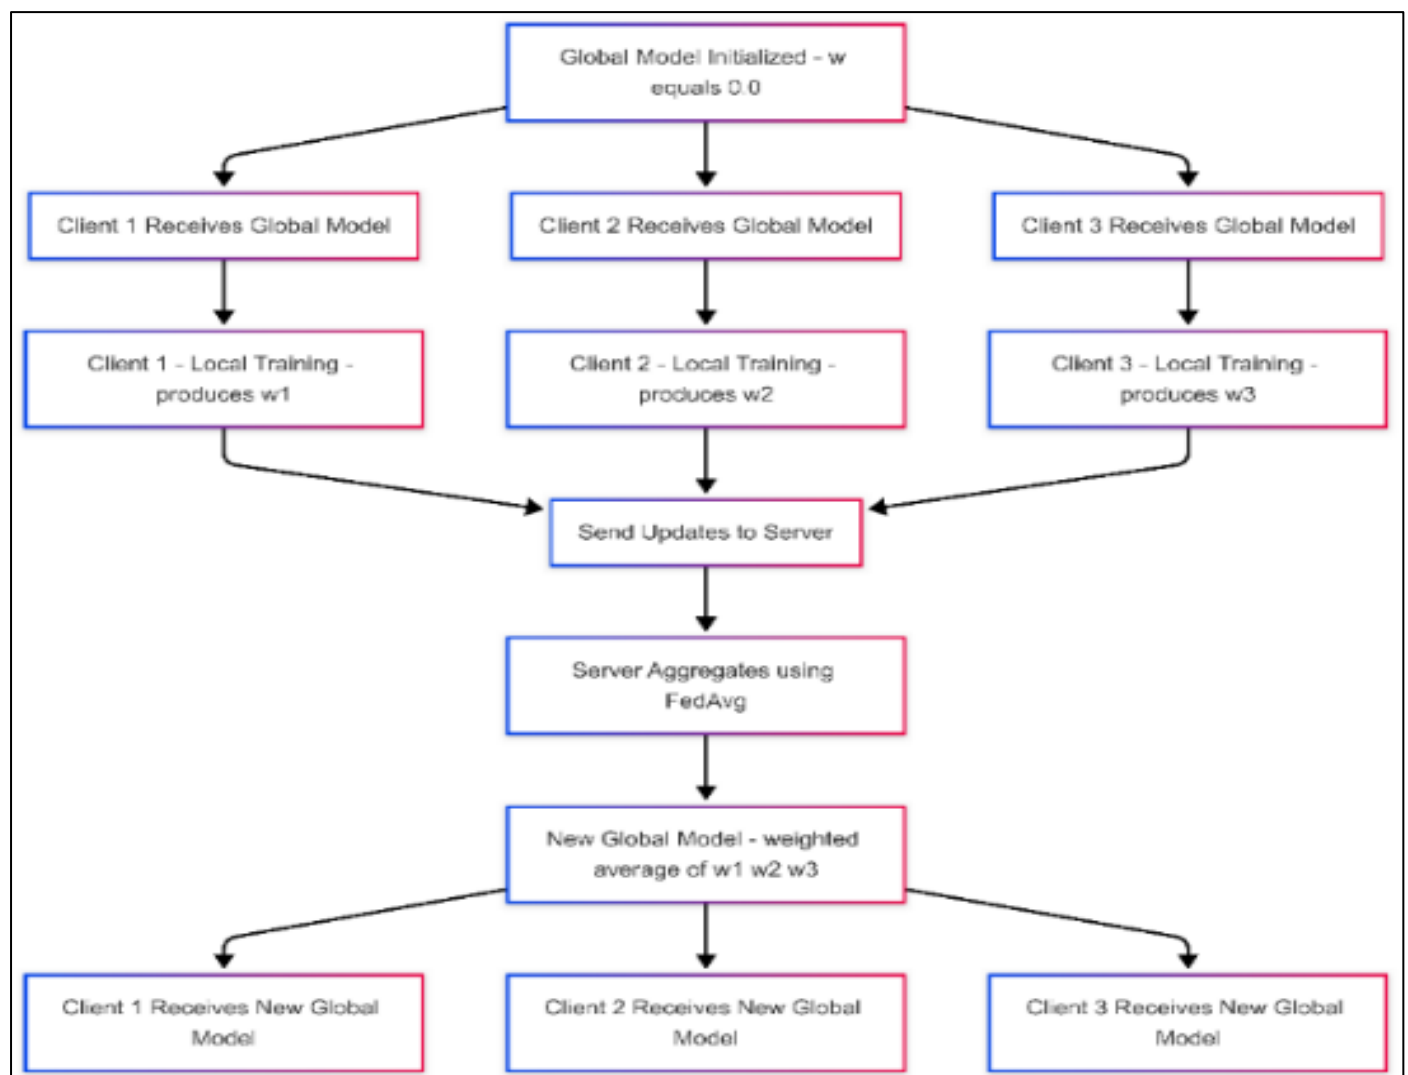 Global Model Initialized - w
equals 0.0
Client 1 Receives Global Model
Client 2 Receives Global Model
Client 3 Receives Global Model
Client 1 - Local Training -
produces w1
Client 2 - Local Training -
produces w2
Client 3 - Local Training -
produces w3
Send Updates to Server
Server Aggregates using
FedAvg
New Global Model - weighted
average of w1 w2 w3
Client 1 Receives New Global
Model
Client 2 Receives New Global
Model
Client 3 Receives New Global
Model